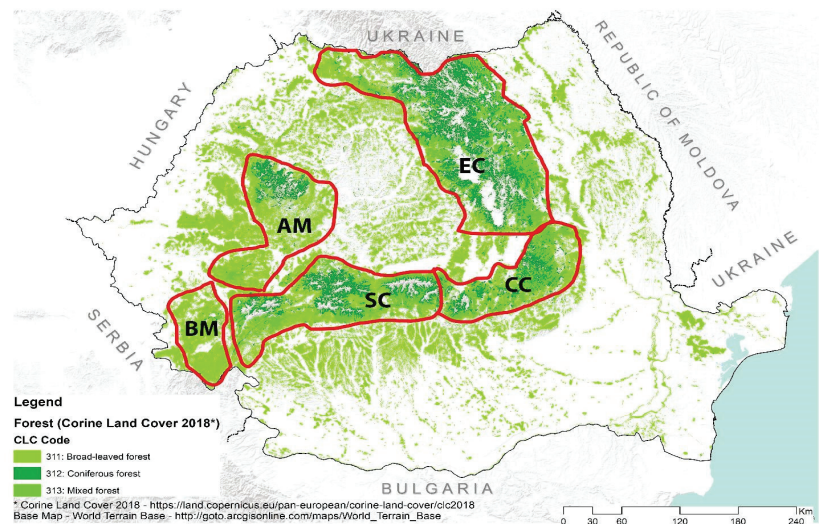 UKRAINE
REPUBLIC OF MOLDOVA
HUNGARY
EC
AM
UKRAINE
CC
SC
BM
SERBIA
BULGARIA
Legend
Forest (Corine Land Cover 2018*)
CLC Code
311: Broad-leaved forest
312: Coniferous forest
313: Mixed forest
* Corine Land Cover 2018 - https://land.copernicus.eu/pan-european/corine-land-cover/clc2018
Base Map - World Terrain Base - http://goto.arcgisonline.com/maps/World_Terrain_Base
Km
0 30 60 120 180 240